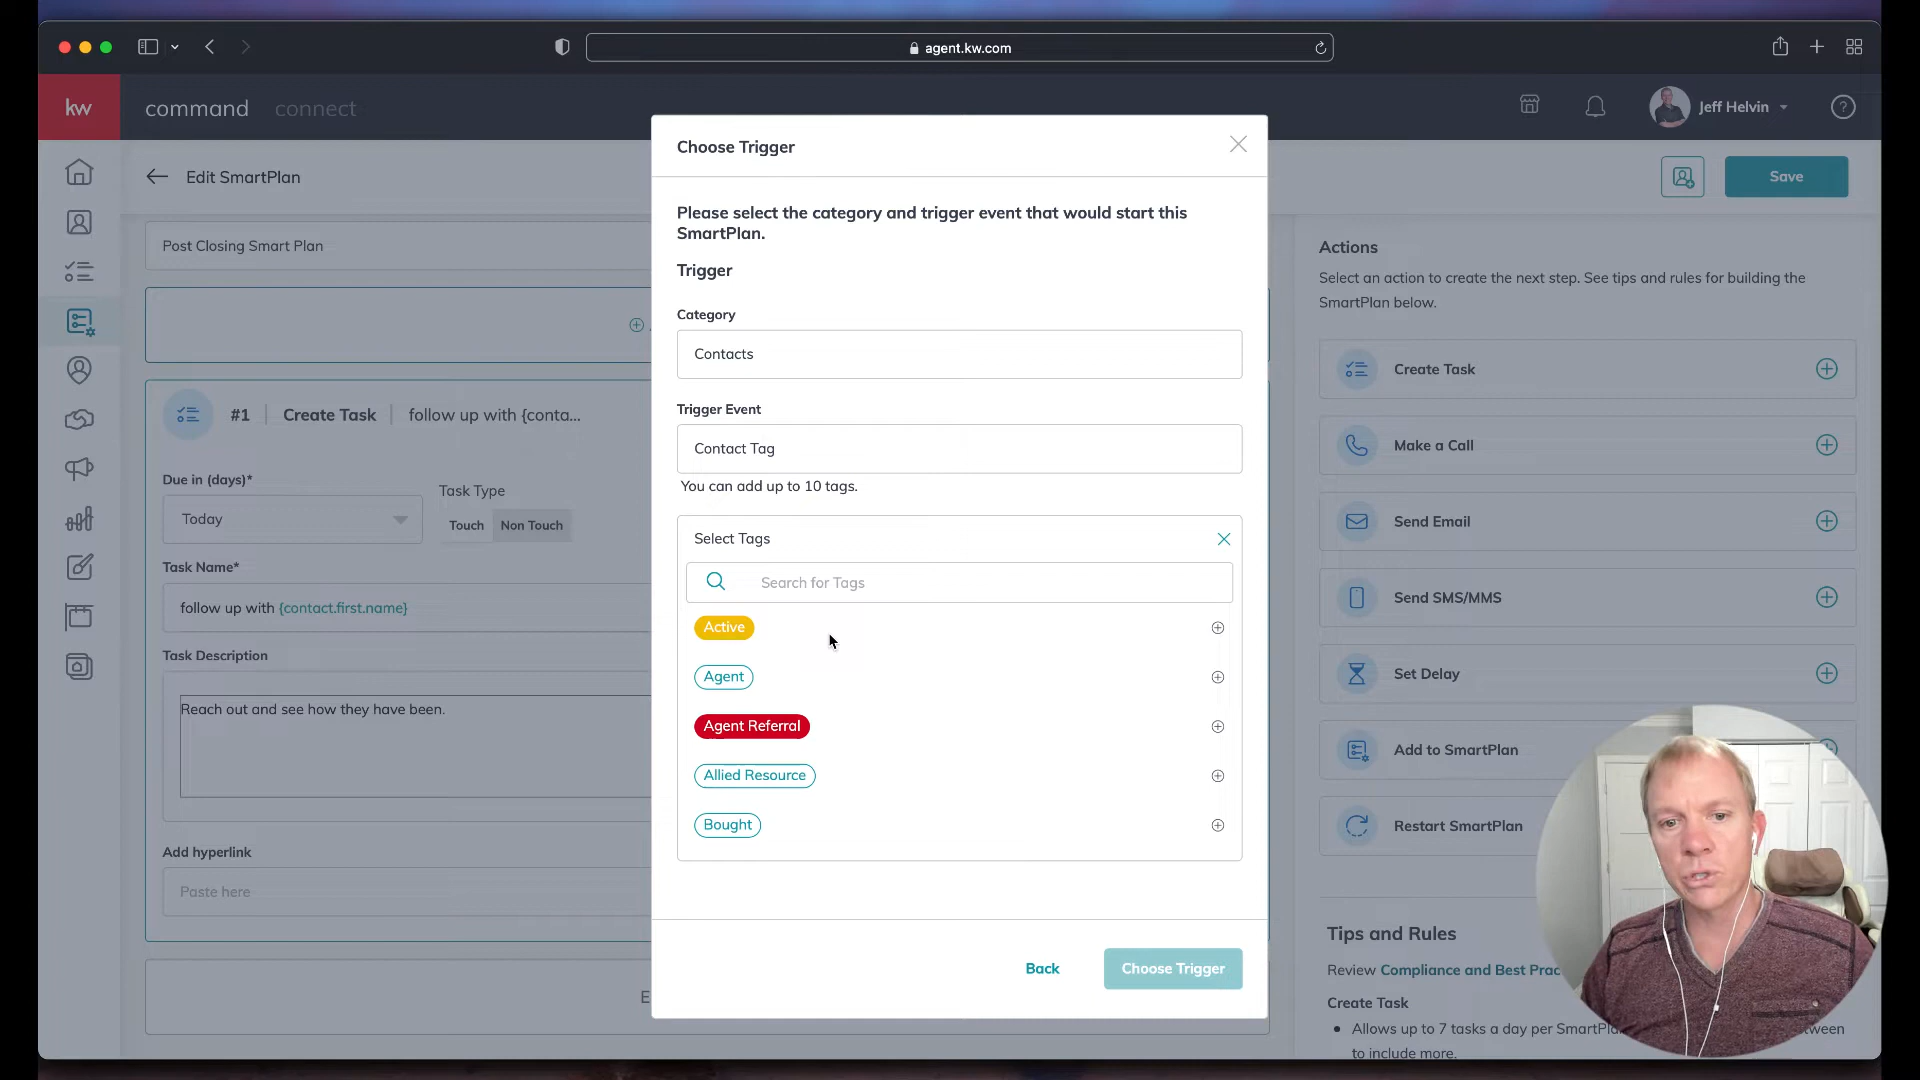 agent.kw.com
kw
command
connect
Jeff Helvin
?
Edit SmartPlan
Save
Post Closing Smart Plan
#1
Create Task
follow up with {conta...
Due in (days)*
Today
Task Type
Touch
Non Touch
Task Name*
follow up with {contact.first.name}
Task Description
Reach out and see how they have been.
Add hyperlink
Paste here
E
Choose Trigger
Please select the category and trigger event that would start this
SmartPlan.
Trigger
Category
Contacts
Trigger Event
Contact Tag
You can add up to 10 tags.
Select Tags
Search for Tags
Active
Agent
Agent Referral
Allied Resource
Bought
Back
Choose Trigger
Actions
Select an action to create the next step. See tips and rules for building the
SmartPlan below.
Create Task
Make a Call
Send Email
Send SMS/MMS
Set Delay
Add to SmartPlan
Restart SmartPlan
Tips and Rules
Review Compliance and Best Prac
Create Task
Allows up to 7 tasks a day per SmartPla
to include more.